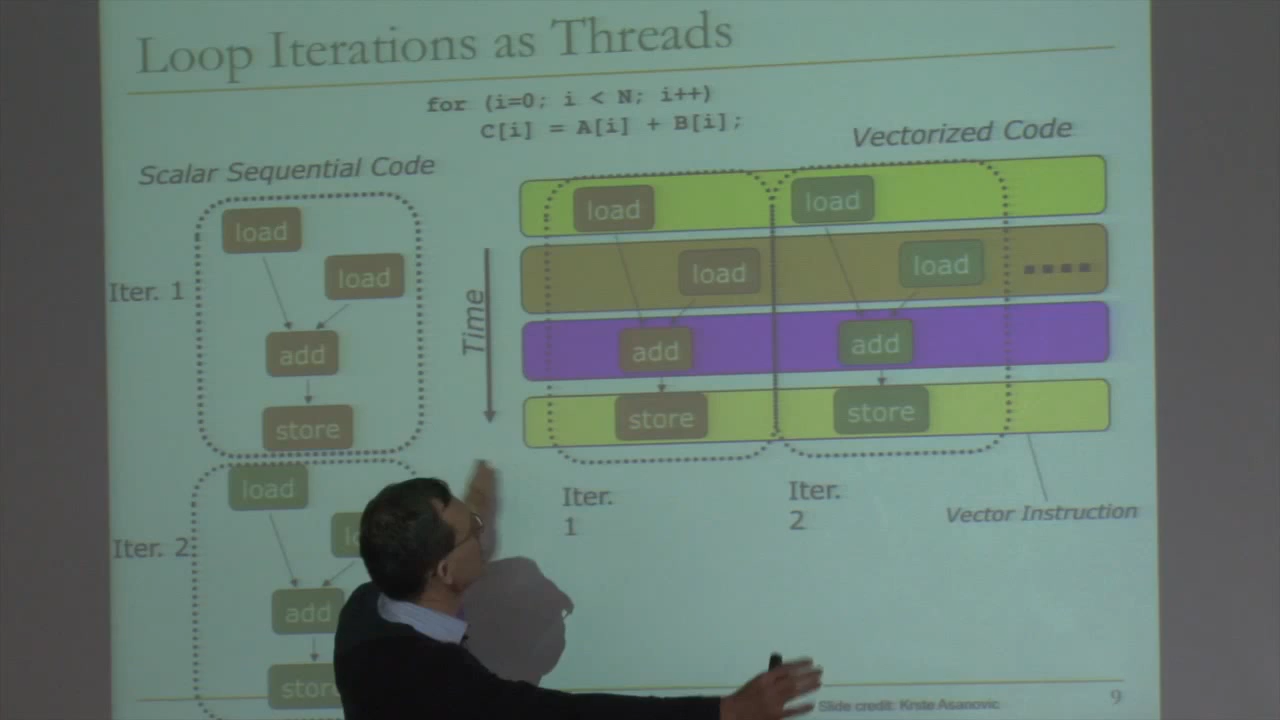 Loop Iterations as Threads
for (i=0; i < N; i++)
C[i] = A[i] + B[i];
Scalar Sequential Code
Vectorized Code
Iter. 1
load
load
add
store
Iter. 2
load
add
Time
load
load
load
load
add
add
store
store
Iter.
1
Iter.
2
Vector Instruction
Slide credit: Krste Asanovic
9